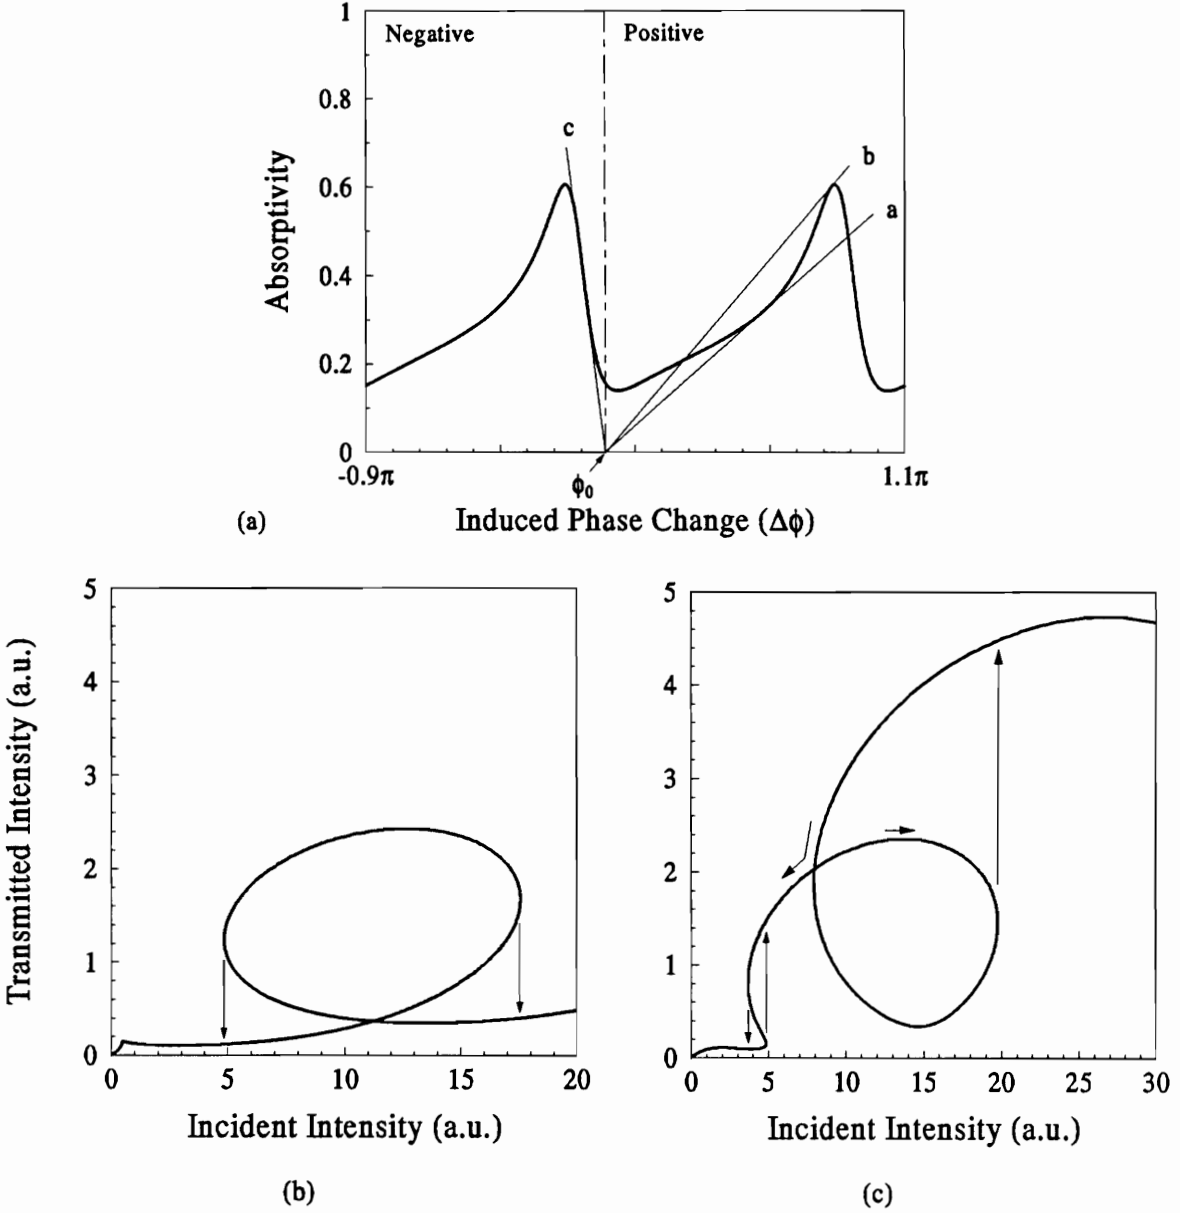 1
Negative
Positive
0.8
c
b
0.6
a
Absorptivity
0.4
0.2
0
-0.9π
ϕ₀
1.1π
(a)
Induced Phase Change (Δϕ)
5
4
3
2
1
0
Transmitted Intensity (a.u.)
0
5
10
15
20
Incident Intensity (a.u.)
(b)
5
4
3
2
1
0
0
5
10
15
20
25
30
Incident Intensity (a.u.)
(c)